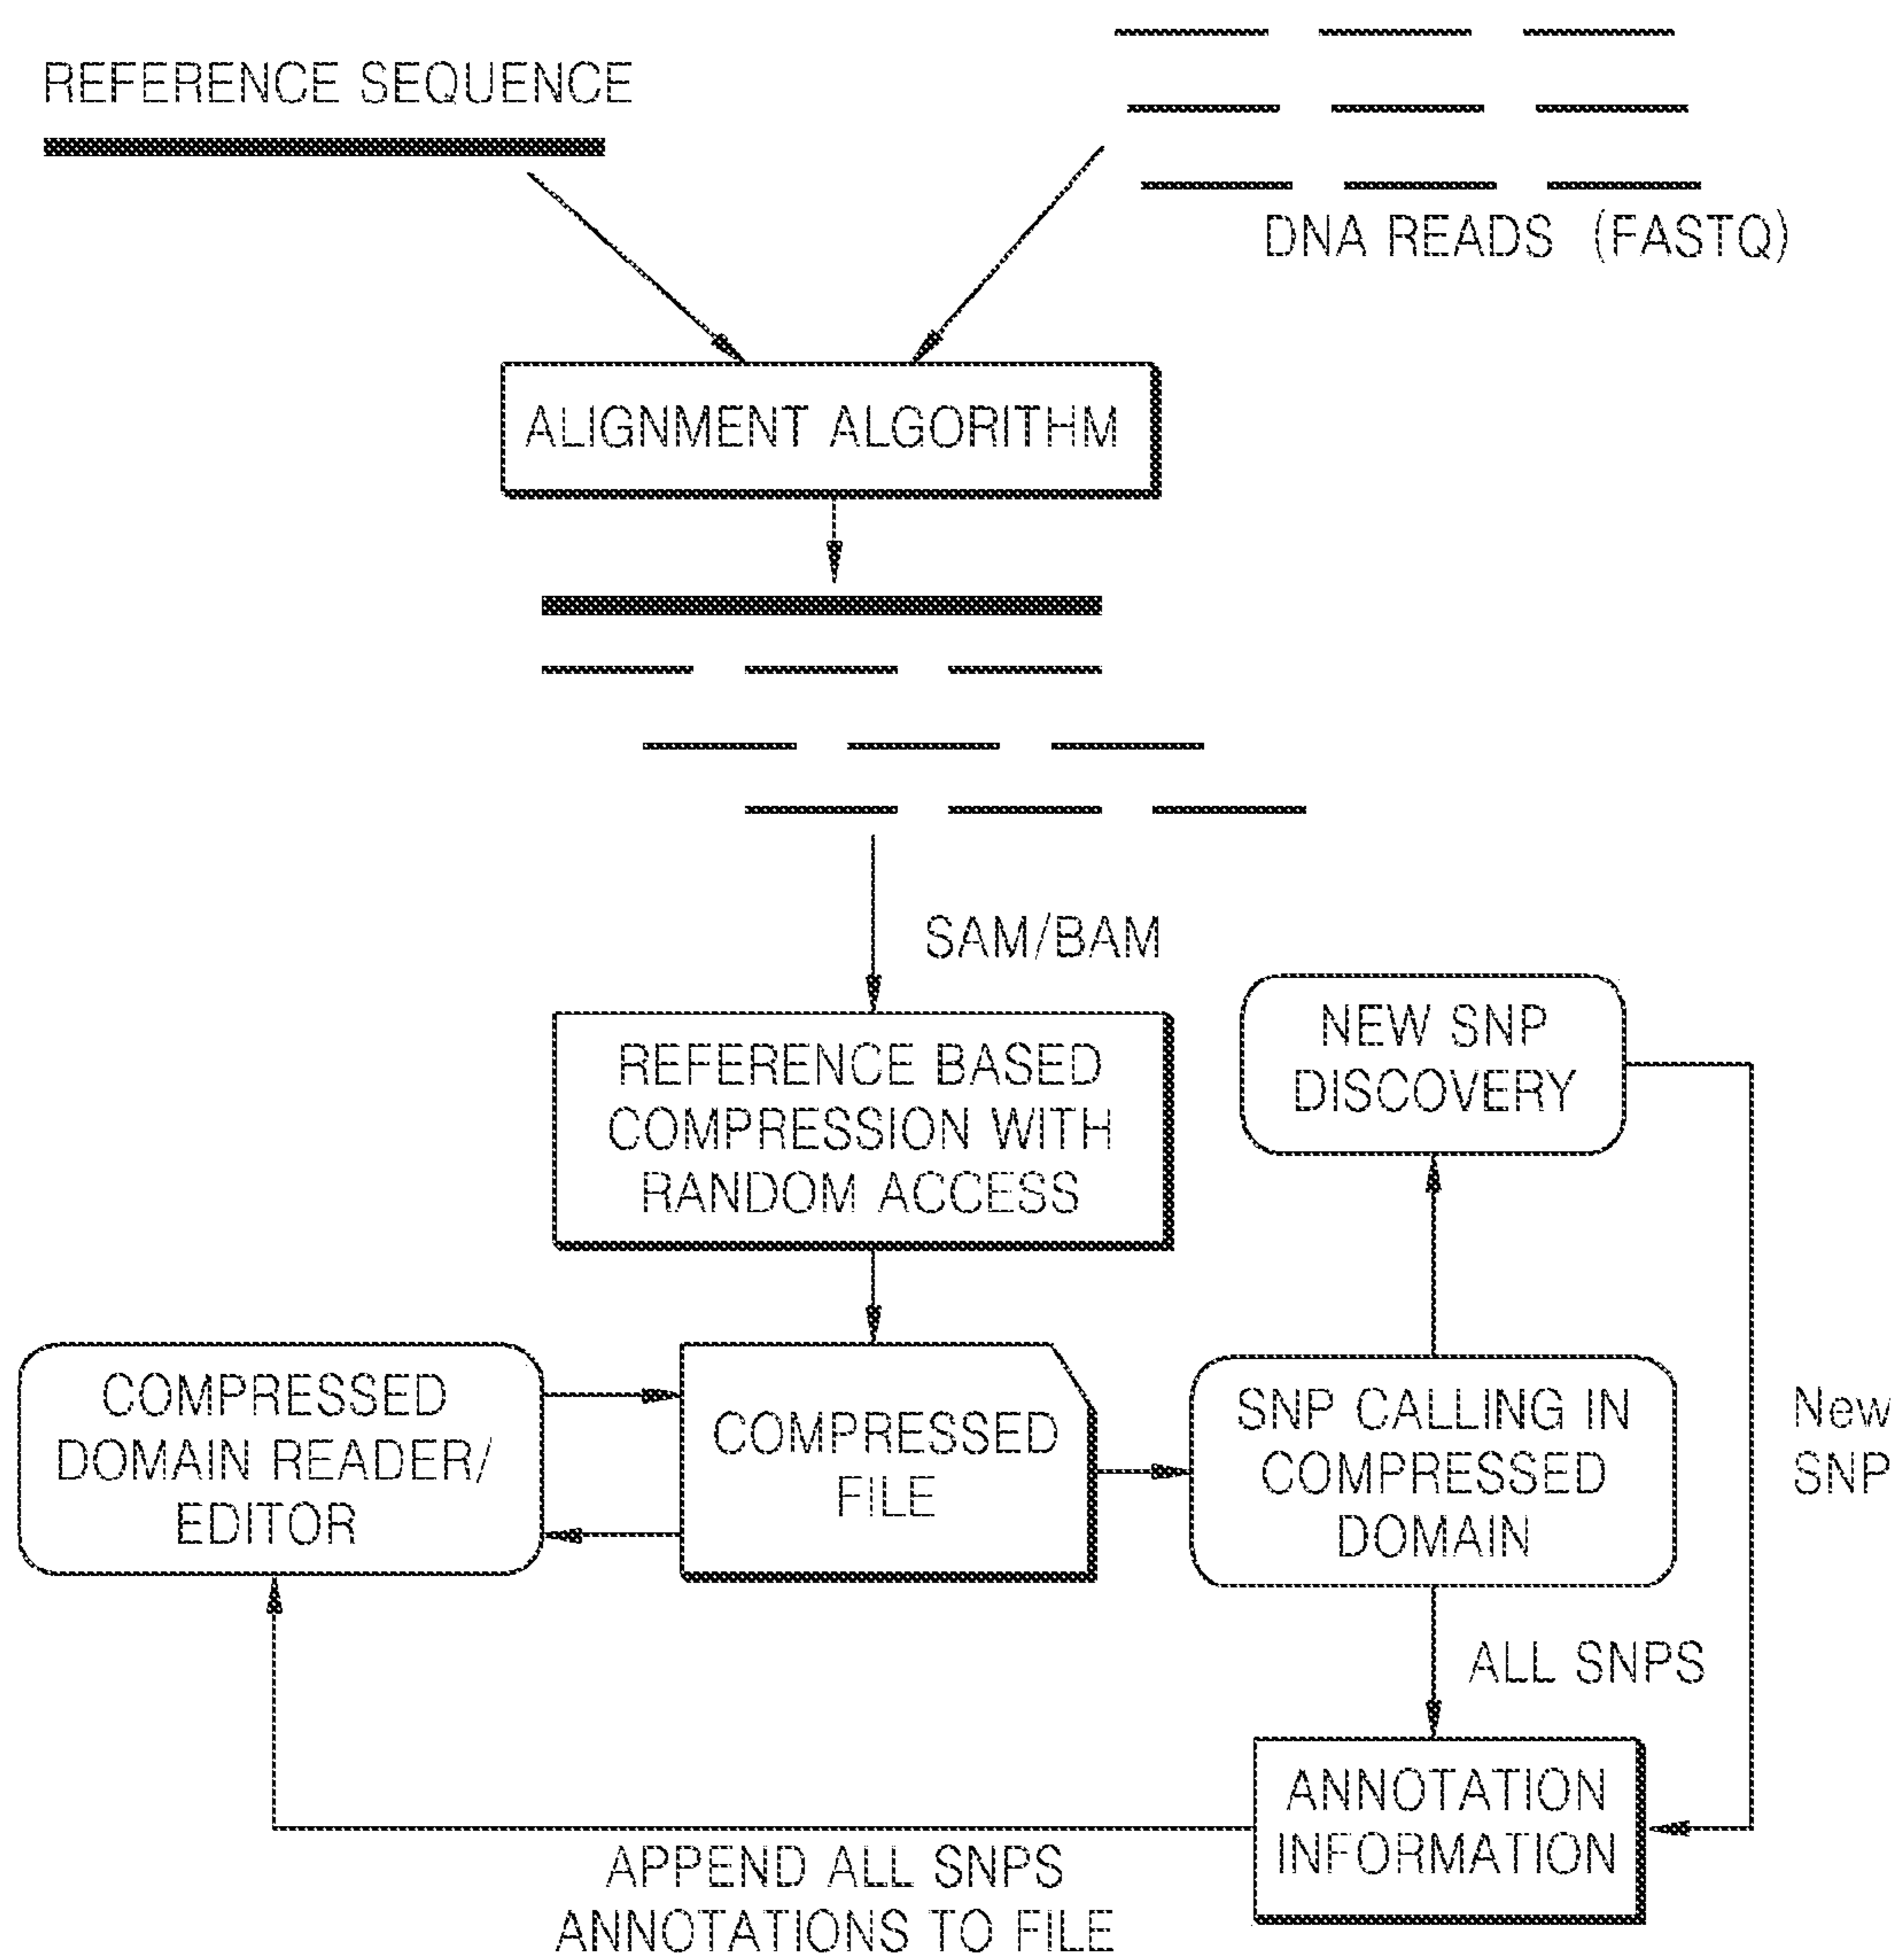 REFERENCE SEQUENCE
DNA READS (FASTQ)
ALIGNMENT ALGORITHM
SAM/BAM
REFERENCE BASED
COMPRESSION WITH
RANDOM ACCESS
NEW SNP
DISCOVERY
COMPRESSED
DOMAIN READER/
EDITOR
COMPRESSED
FILE
SNP CALLING IN
COMPRESSED
DOMAIN
New
SNP
ALL SNPS
ANNOTATION
INFORMATION
APPEND ALL SNPS
ANNOTATIONS TO FILE